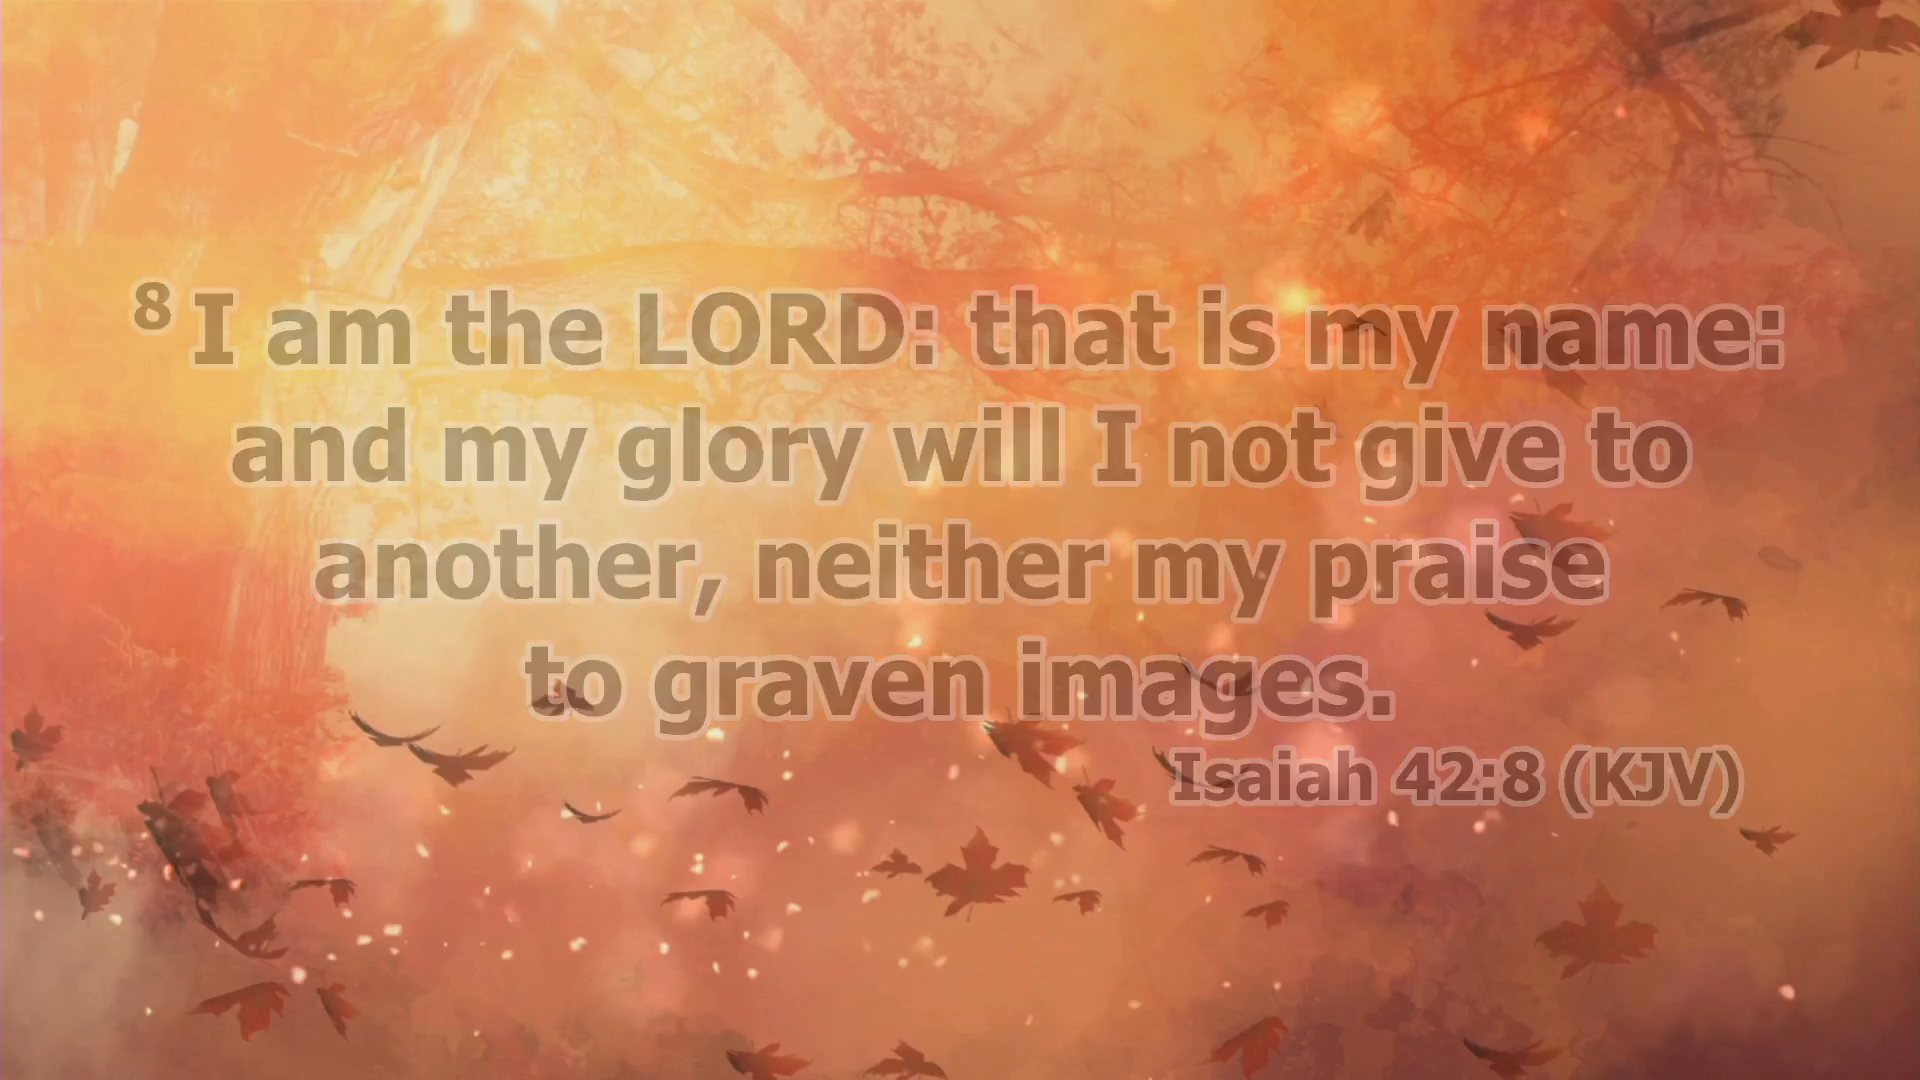 8 I am the LORD: that is my name:
and my glory will I not give to
another, neither my praise
to graven images.
Isaiah 42:8 (KJV)